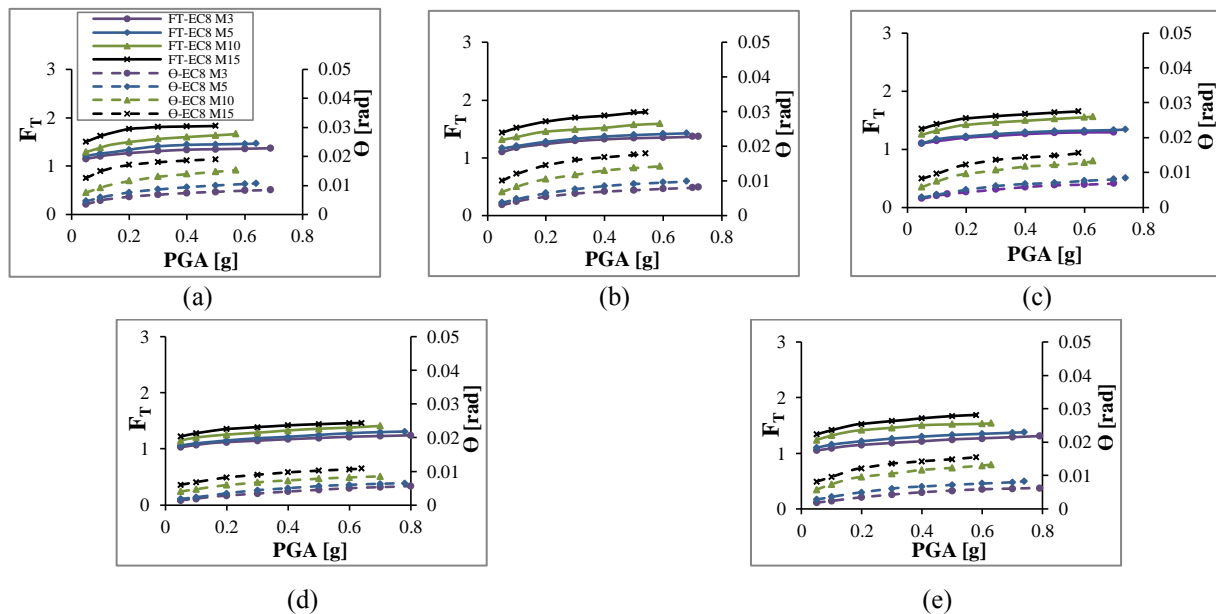 FT-EC8 M3
FT-EC8 M5
FT-EC8 M10
FT-EC8 M15
Ө-EC8 M3
Ө-EC8 M5
Ө-EC8 M10
Ө-EC8 M15
3
2
1
0
F_T
0 0.2 0.4 0.6 0.8
PGA [g]
0.05
0.04
0.03
0.02
0.01
0
Ө [rad]
(a)
3
2
1
0
F_T
0 0.2 0.4 0.6 0.8
PGA [g]
0.05
0.04
0.03
0.02
0.01
0
Ө [rad]
(b)
3
2
1
0
F_T
0 0.2 0.4 0.6 0.8
PGA [g]
0.05
0.04
0.03
0.02
0.01
0
Ө [rad]
(c)
3
2
1
0
F_T
0 0.2 0.4 0.6 0.8
PGA [g]
0.05
0.04
0.03
0.02
0.01
0
Ө [rad]
(d)
3
2
1
0
F_T
0 0.2 0.4 0.6 0.8
PGA [g]
0.05
0.04
0.03
0.02
0.01
0
Ө [rad]
(e)